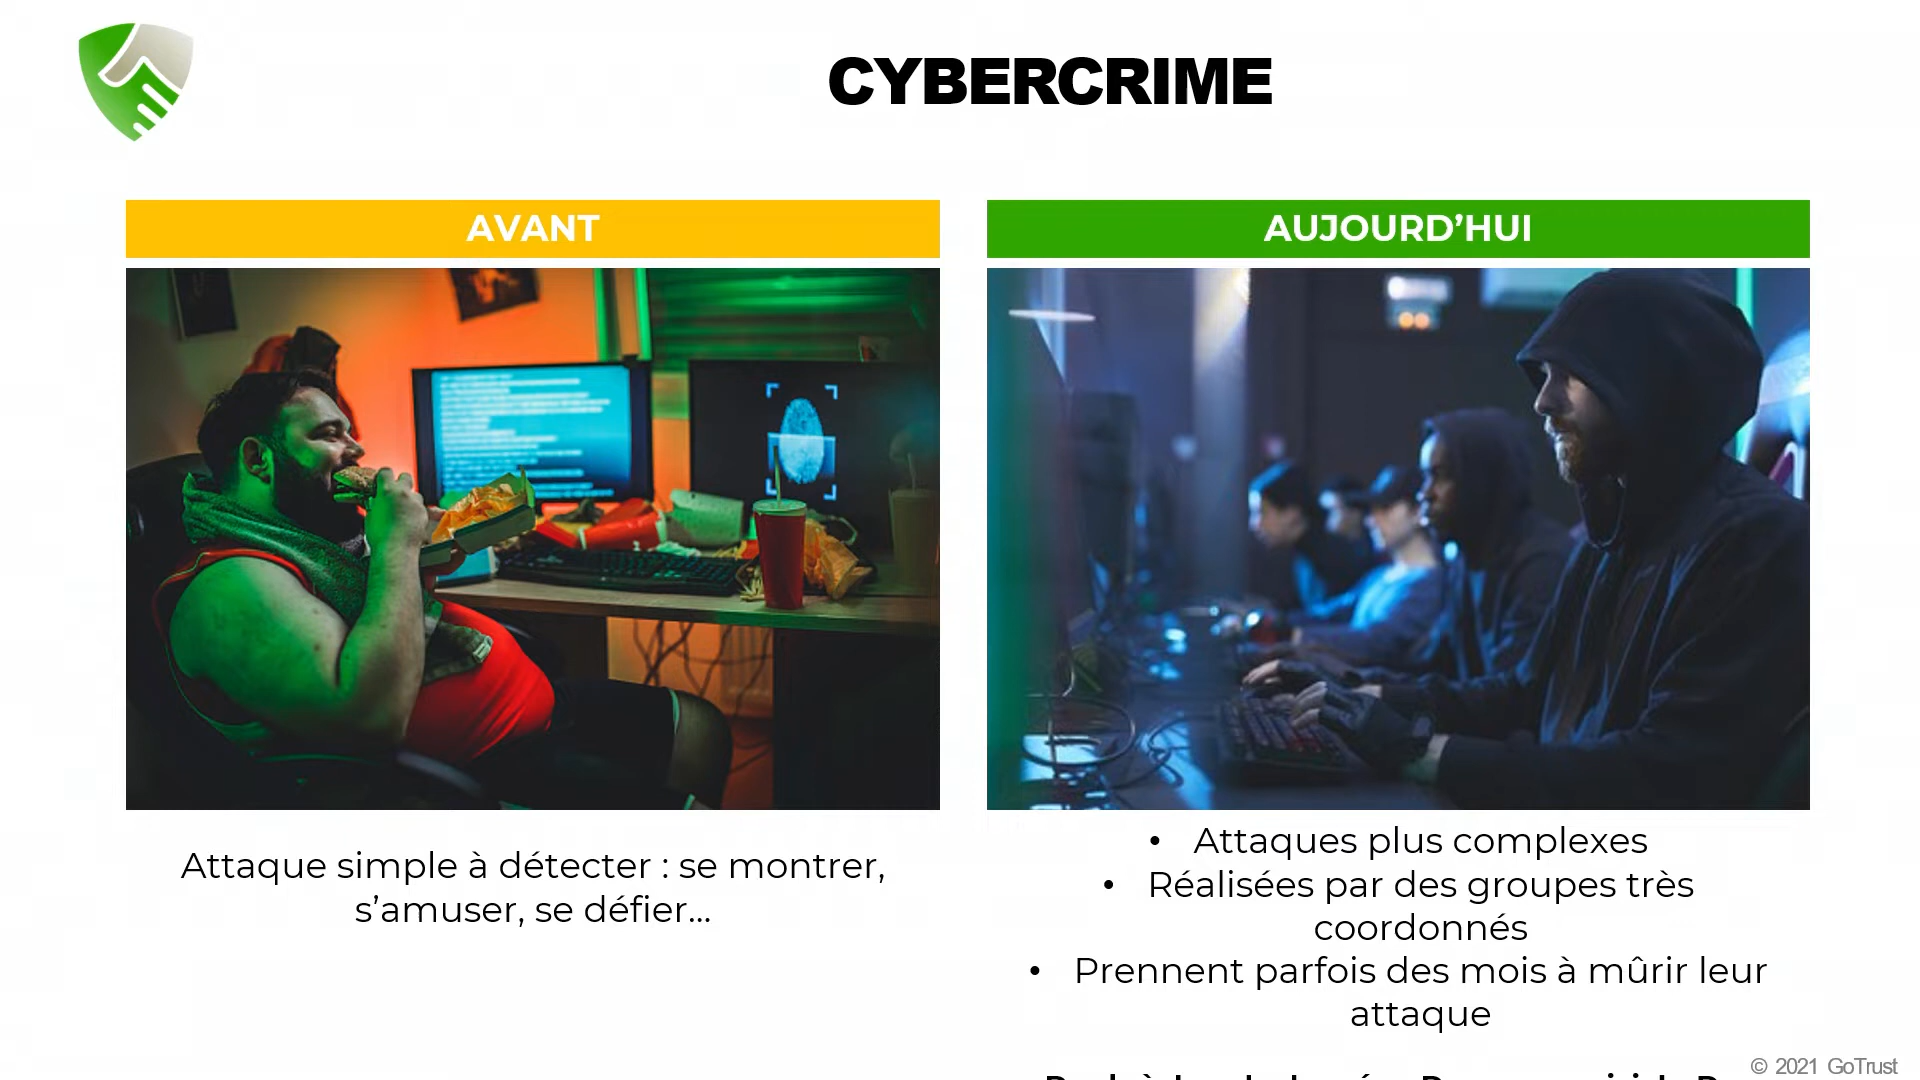 CYBERCRIME
AVANT
AUJOURD’HUI
Attaque simple à détecter : se montrer,
s’amuser, se défier...
• Attaques plus complexes
• Réalisées par des groupes très
coordonnés
• Prennent parfois des mois à mûrir leur
attaque
© 2021 GoTrust